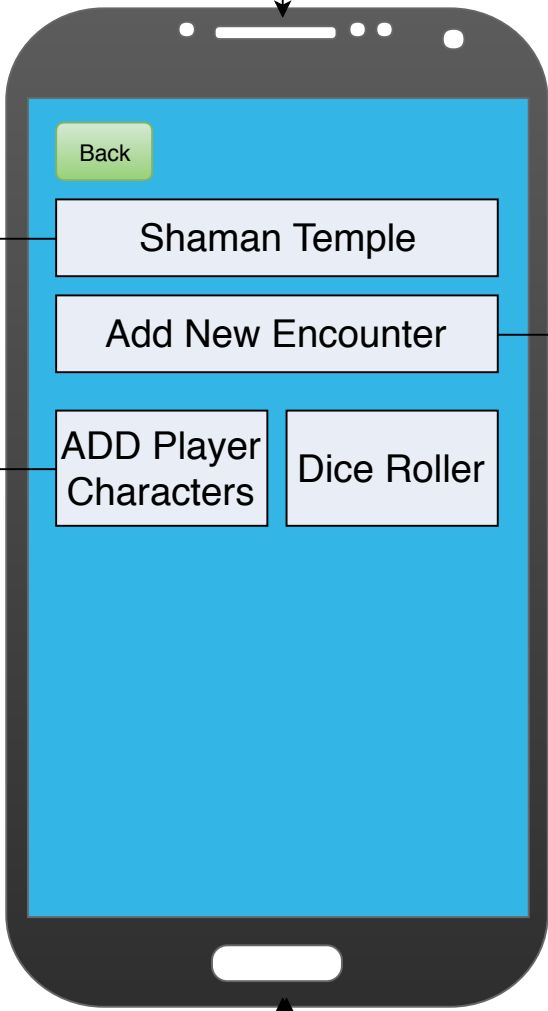 Back
Shaman Temple
Add New Encounter
ADD Player
Characters
Dice Roller